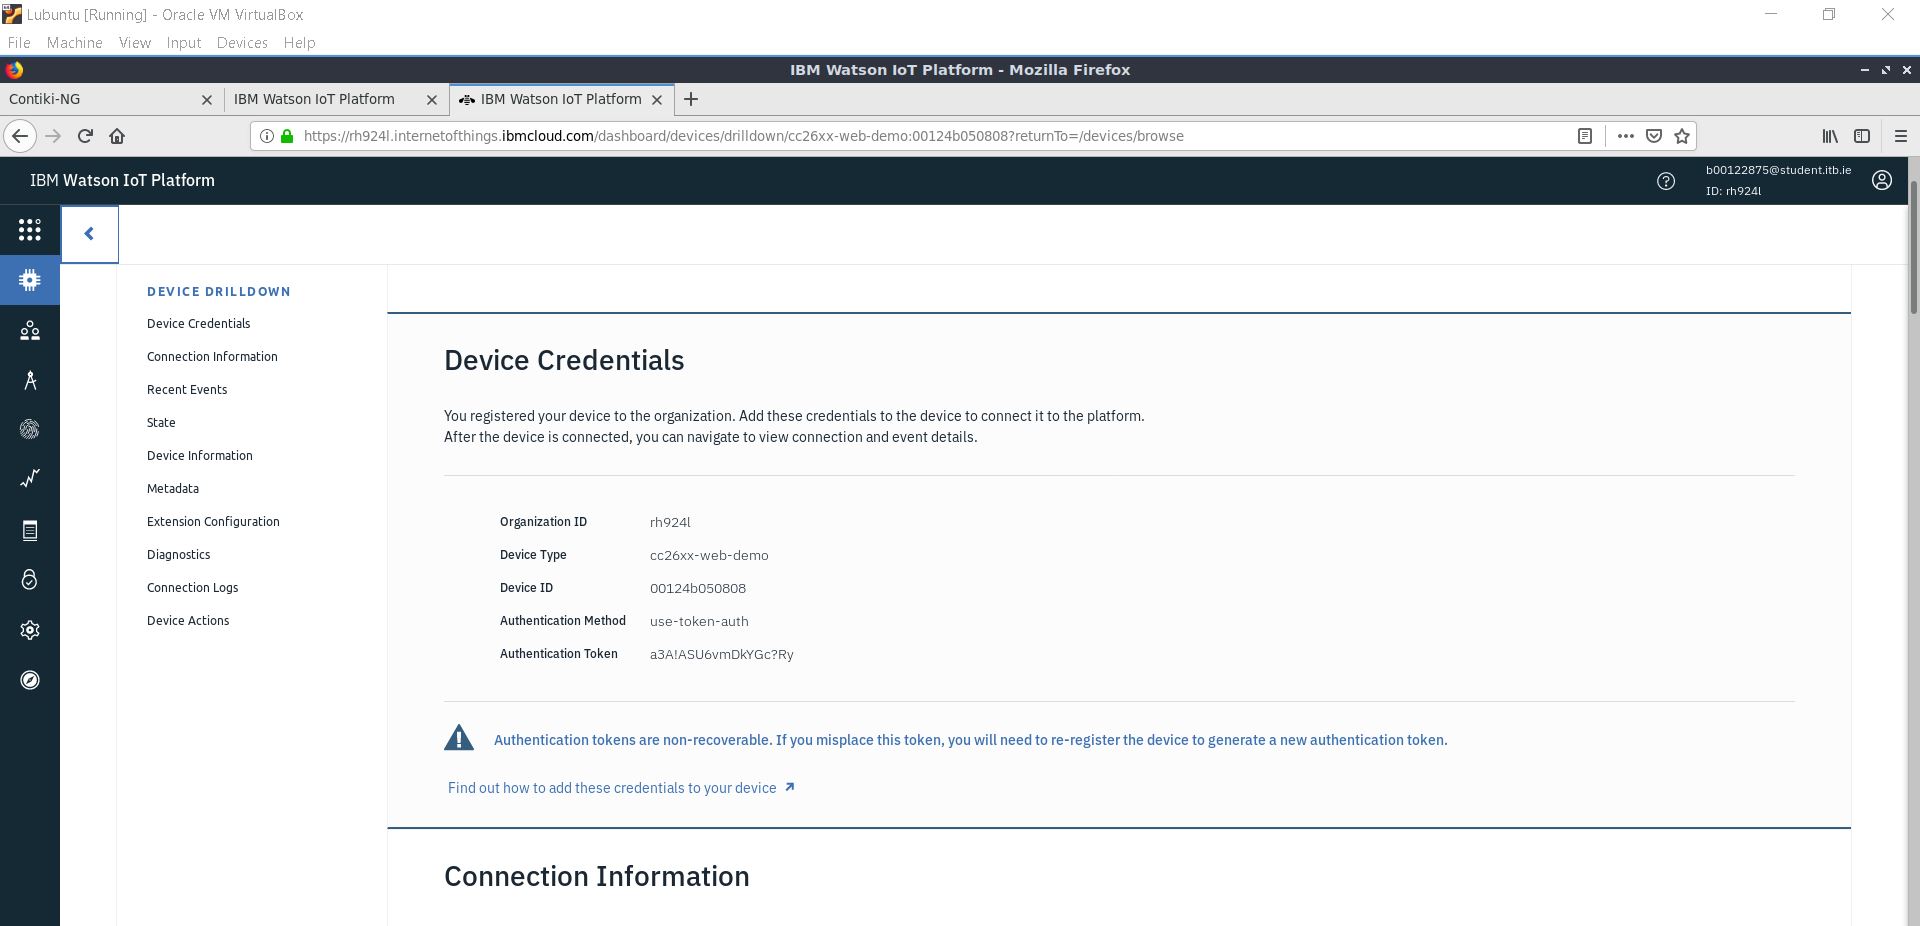 Lubuntu [Running] - Oracle VM VirtualBox
File Machine View Input Devices Help
IBM Watson IoT Platform - Mozilla Firefox
Contiki-NG
IBM Watson IoT Platform
IBM Watson IoT Platform
https://rh924l.internetofthings.ibmcloud.com/dashboard/devices/drilldown/cc26xx-web-demo:00124b050808?returnTo=/devices/browse
IBM Watson IoT Platform
b00122875@student.itb.ie
ID: rh924l
DEVICE DRILLDOWN
Device Credentials
Connection Information
Recent Events
State
Device Information
Metadata
Extension Configuration
Diagnostics
Connection Logs
Device Actions
Device Credentials
You registered your device to the organization. Add these credentials to the device to connect it to the platform.
After the device is connected, you can navigate to view connection and event details.
Organization ID rh924l
Device Type cc26xx-web-demo
Device ID 00124b050808
Authentication Method use-token-auth
Authentication Token a3A!ASU6vmDkYGc?Ry
Authentication tokens are non-recoverable. If you misplace this token, you will need to re-register the device to generate a new authentication token.
Find out how to add these credentials to your device
Connection Information